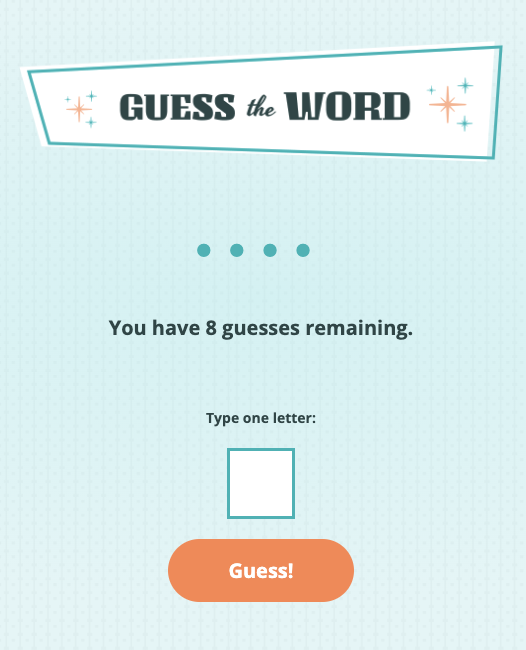 GUESS the WORD
● ● ● ●
You have 8 guesses remaining.
Type one letter:
Guess!